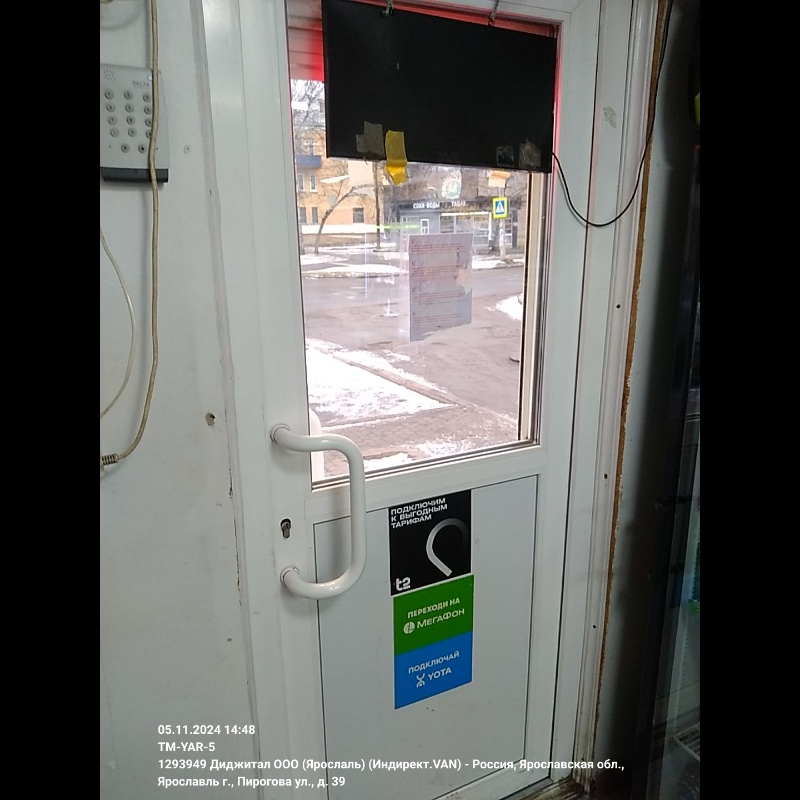 СОКИ-ВОДЫ ТАБАК
ПОДКЛЮЧИМ
К ВЫГОДНЫМ
ТАРИФАМ
t2
ПЕРЕХОДИ НА
МЕГАФОН
ПОДКЛЮЧАЙ
YOTA
05.11.2024 14:48
TM-YAR-5
1293949 Диджитал ООО (Ярослаль) (Индирект.VAN) - Россия, Ярославская обл.,
Ярославль г., Пирогова ул., д. 39